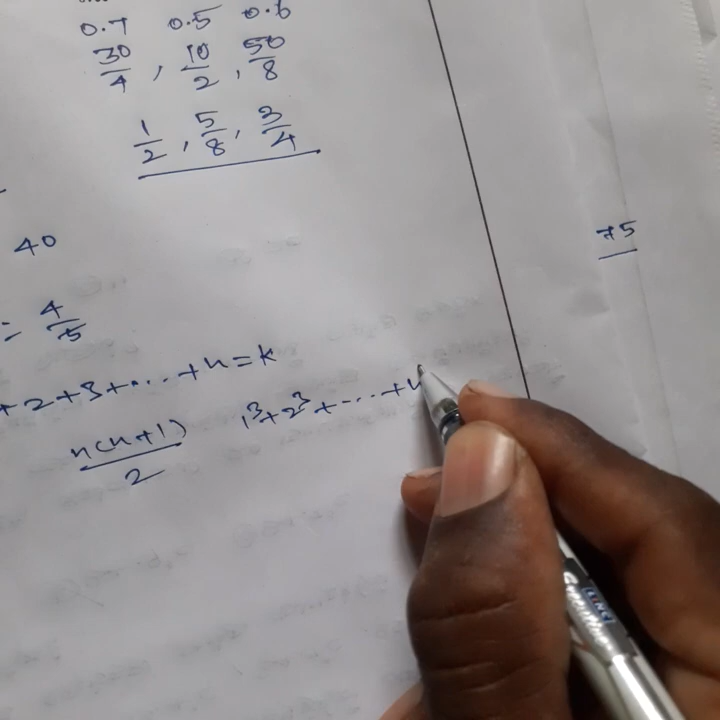 0.7 0.5 0.6
30/4 , 10/2 , 50/8
1/2 , 5/8 , 3/4
75
40
= 4/5
+2+3+...+n=k
n(n+1)/2
1³+2³+...+n
LINC